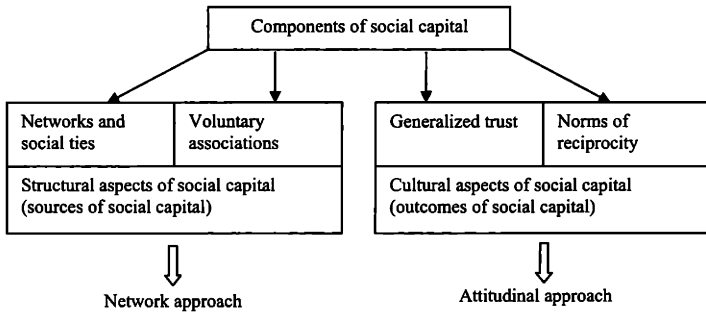 Components of social capital
Networks and
social ties
Voluntary
associations
Structural aspects of social capital
(sources of social capital)
Network approach
Generalized trust
Norms of
reciprocity
Cultural aspects of social capital
(outcomes of social capital)
Attitudinal approach